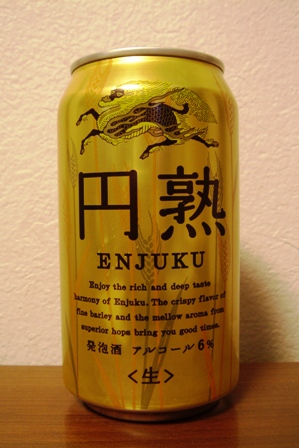 円熟
ENJUKU
Enjoy the rich and deep taste
harmony of Enjuku. The crispy flavor of
fine barley and the mellow aroma from
superior hops bring you good times.
発泡酒 アルコール6%
<生>